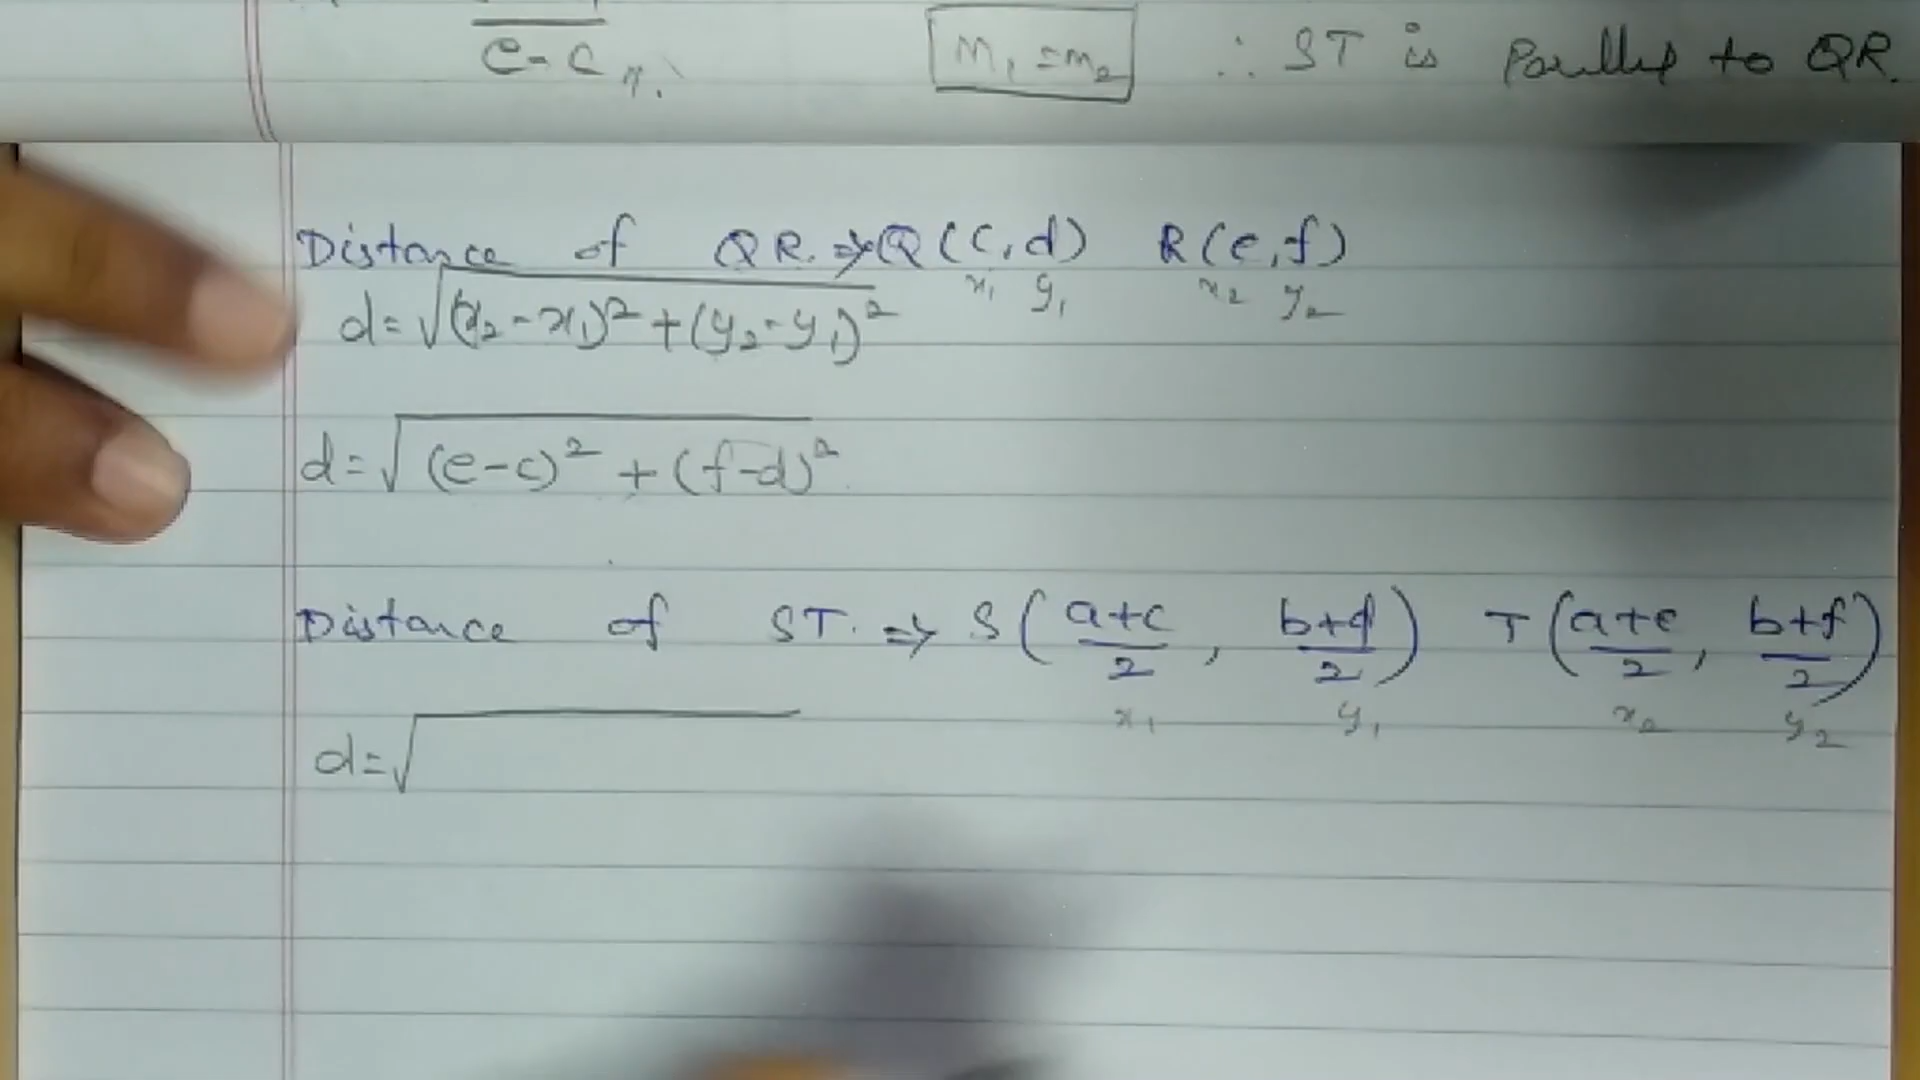 e-c
m₁ = m₂ ∴ ST is Parallel to QR.
Distance of QR. ⇒ Q(c,d) R(e,f)
x₁ y₁ x₂ y₂
d=√(x₂-x₁)²+(y₂-y₁)²
d=√(e-c)²+(f-d)²
Distance of ST. ⇒ S(a+c/2, b+d/2) T(a+e/2, b+f/2)
x₁ y₁ x₂ y₂
d=√